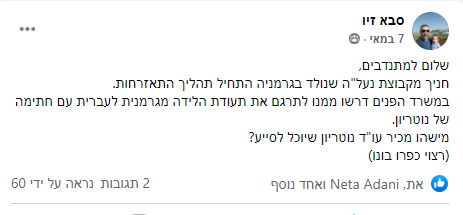 סבא זיו
7 במאי ·
שלום למתנדבים,
חניך מקבוצת נעל"ה שנולד בגרמניה התחיל תהליך התאזרחות.
במשרד הפנים דרשו ממנו לתרגם את תעודת הלידה מגרמנית לעברית עם חתימה
של נוטריון.
מישהו מכיר עו"ד נוטריון שיוכל לסייע?
(רצוי כפרו בונו)
את, Neta Adani ואחד נוסף
2 תגובות נראה על ידי 60